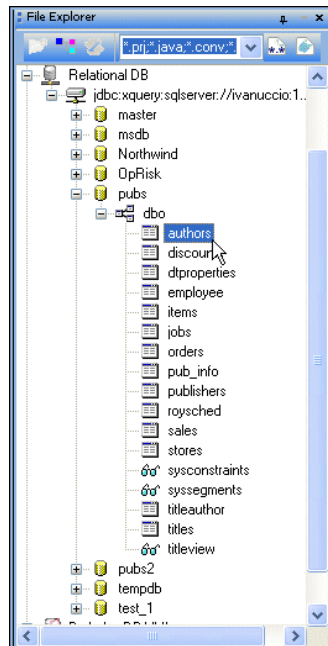 File Explorer
*.prj;*.java;*.conv;*.
Relational DB
jdbc:xquery:sqlserver://ivanuccio:1..
master
msdb
Northwind
OpRisk
pubs
dbo
authors
discounts
dtproperties
employee
items
jobs
orders
pub_info
publishers
roysched
sales
stores
sysconstraints
syssegments
titleauthor
titles
titleview
pubs2
tempdb
test_1